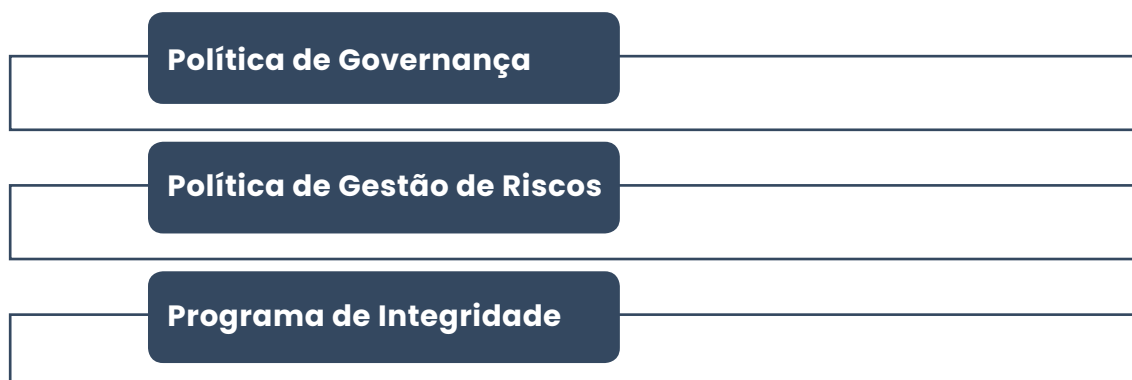 Política de Governança
Política de Gestão de Riscos
Programa de Integridade